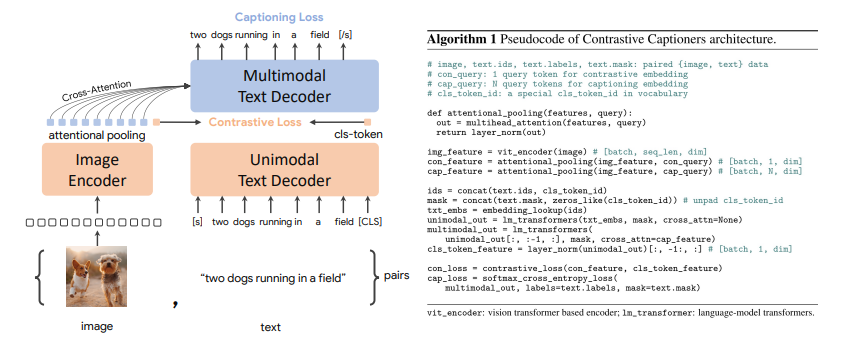 Captioning Loss
two dogs running in a field [/s]
Multimodal
Text Decoder
Cross-Attention
attentional pooling
Contrastive Loss
cls-token
Image
Encoder
Unimodal
Text Decoder
[s] two dogs running in a field [CLS]
"two dogs running in a field"
pairs
,
image
text
Algorithm 1 Pseudocode of Contrastive Captioners architecture.
# image, text.ids, text.labels, text.mask: paired {image, text} data
# con_query: 1 query token for contrastive embedding
# cap_query: N query tokens for captioning embedding
# cls_token_id: a special cls_token_id in vocabulary
def attentional_pooling(features, query):
out = multihead_attention(features, query)
return layer_norm(out)
img_feature = vit_encoder(image) # [batch, seq_len, dim]
con_feature = attentional_pooling(img_feature, con_query) # [batch, 1, dim]
cap_feature = attentional_pooling(img_feature, cap_query) # [batch, N, dim]
ids = concat(text.ids, cls_token_id)
mask = concat(text.mask, zeros_like(cls_token_id)) # unpad cls_token_id
txt_embs = embedding_lookup(ids)
unimodal_out = lm_transformers(txt_embs, mask, cross_attn=None)
multimodal_out = lm_transformers(
unimodal_out[:, :-1, :], mask, cross_attn=cap_feature)
cls_token_feature = layer_norm(unimodal_out)[:, -1:, :] # [batch, 1, dim]
con_loss = contrastive_loss(con_feature, cls_token_feature)
cap_loss = softmax_cross_entropy_loss(
multimodal_out, labels=text.labels, mask=text.mask)
vit_encoder: vision transformer based encoder; lm_transformer: language-model transformers.